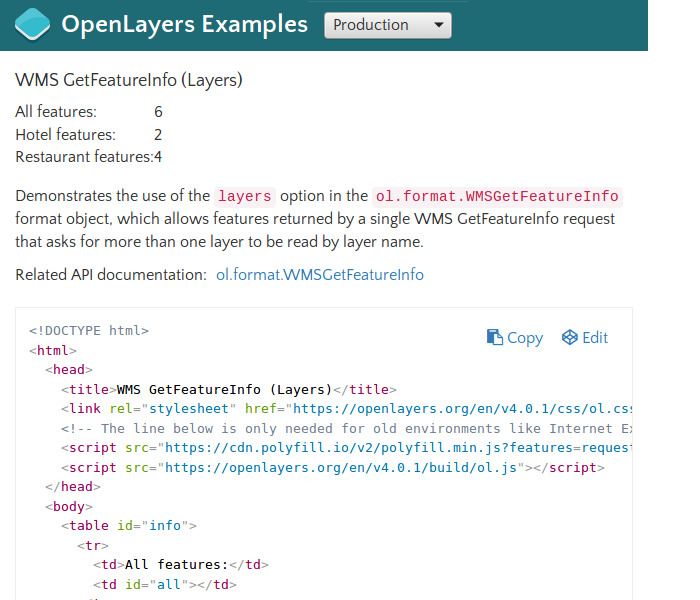 OpenLayers Examples Production
WMS GetFeatureInfo (Layers)
All features: 6
Hotel features: 2
Restaurant features:4
Demonstrates the use of the layers option in the ol.format.WMSGetFeatureInfo
format object, which allows features returned by a single WMS GetFeatureInfo request
that asks for more than one layer to be read by layer name.
Related API documentation: ol.format.WMSGetFeatureInfo
Copy Edit
<!DOCTYPE html>
<html>
  <head>
    <title>WMS GetFeatureInfo (Layers)</title>
    <link rel="stylesheet" href="https://openlayers.org/en/v4.0.1/css/ol.css
    <!-- The line below is only needed for old environments like Internet Ex
    <script src="https://cdn.polyfill.io/v2/polyfill.min.js?features=request
    <script src="https://openlayers.org/en/v4.0.1/build/ol.js"></script>
  </head>
  <body>
    <table id="info">
      <tr>
        <td>All features:</td>
        <td id="all"></td>